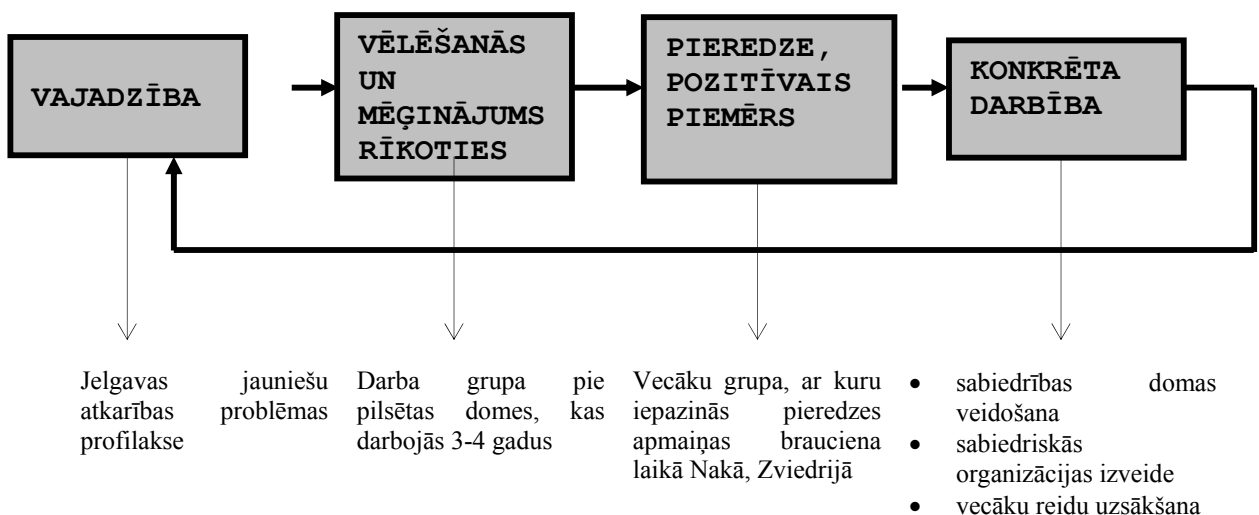 VAJADZĪBA
VĒLĒŠANĀS
UN
MĒĢINĀJUMS
RĪKOTIES
PIEREDZE,
POZITĪVAIS
PIEMĒRS
KONKRĒTA
DARBĪBA
Jelgavas jauniešu
atkarības problēmas
profilakse
Darba grupa pie
pilsētas domes, kas
darbojās 3-4 gadus
Vecāku grupa, ar kuru
iepazinās pieredzes
apmaiņas brauciena
laikā Nakā, Zviedrijā
• sabiedrības domas
veidošana
• sabiedriskās
organizācijas izveide
• vecāku reidu uzsākšana